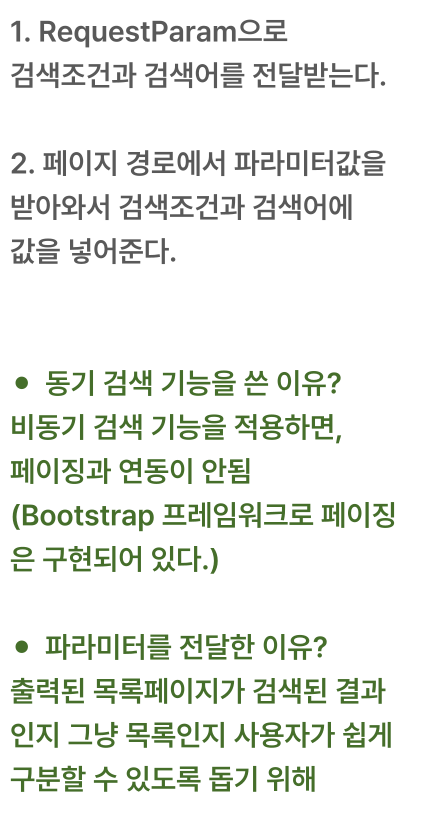 1. RequestParam으로
검색조건과 검색어를 전달받는다.
2. 페이지 경로에서 파라미터값을
받아와서 검색조건과 검색어에
값을 넣어준다.
• 동기 검색 기능을 쓴 이유?
비동기 검색 기능을 적용하면,
페이징과 연동이 안됨
(Bootstrap 프레임워크로 페이징
은 구현되어 있다.)
• 파라미터를 전달한 이유?
출력된 목록페이지가 검색된 결과
인지 그냥 목록인지 사용자가 쉽게
구분할 수 있도록 돕기 위해